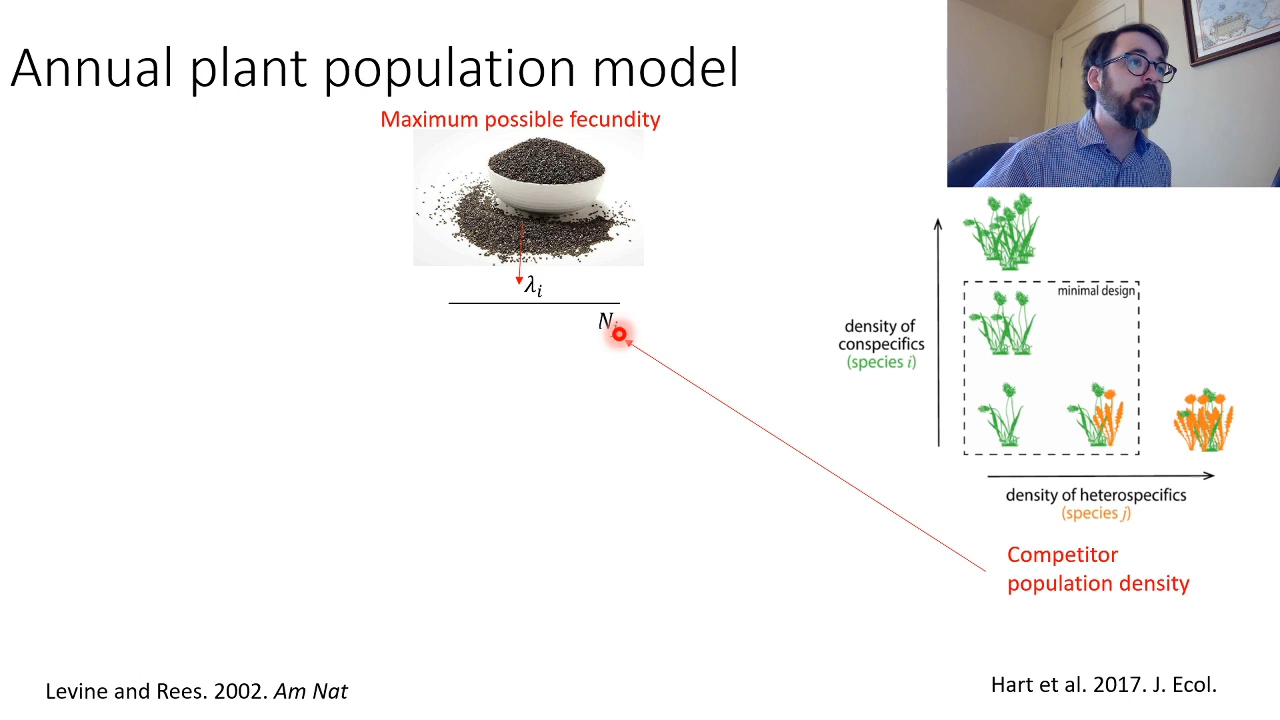 Annual plant population model
Maximum possible fecundity
λi
N
minimal design
density of
conspecifics
(species i)
density of heterospecifics
(species j)
Competitor
population density
Levine and Rees. 2002. Am Nat
Hart et al. 2017. J. Ecol.